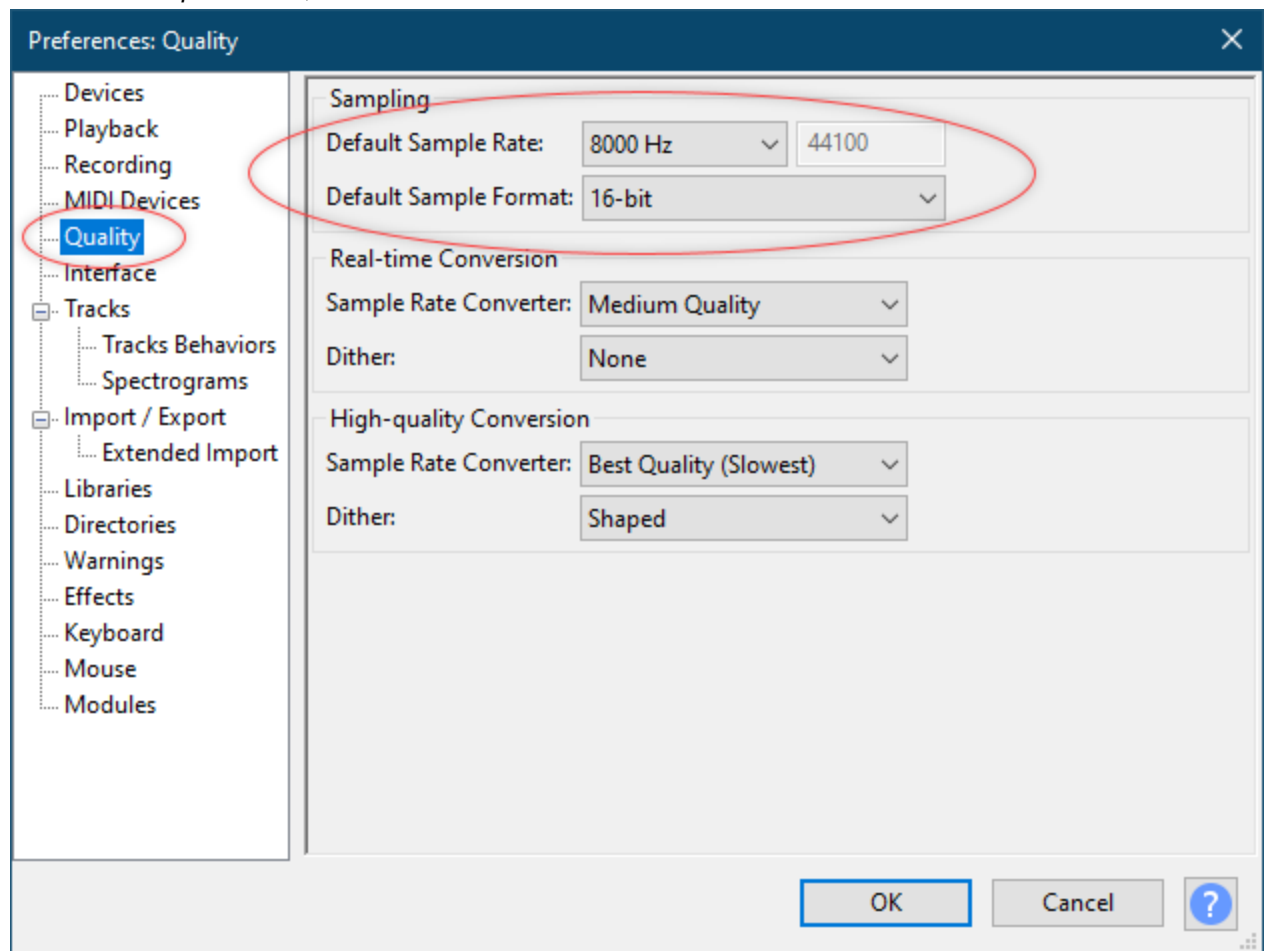 Preferences: Quality
Devices
Playback
Recording
MIDI Devices
Quality
Interface
Tracks
Tracks Behaviors
Spectrograms
Import / Export
Extended Import
Libraries
Directories
Warnings
Effects
Keyboard
Mouse
Modules
Sampling
Default Sample Rate: 8000 Hz 44100
Default Sample Format: 16-bit
Real-time Conversion
Sample Rate Converter: Medium Quality
Dither: None
High-quality Conversion
Sample Rate Converter: Best Quality (Slowest)
Dither: Shaped
OK Cancel ?